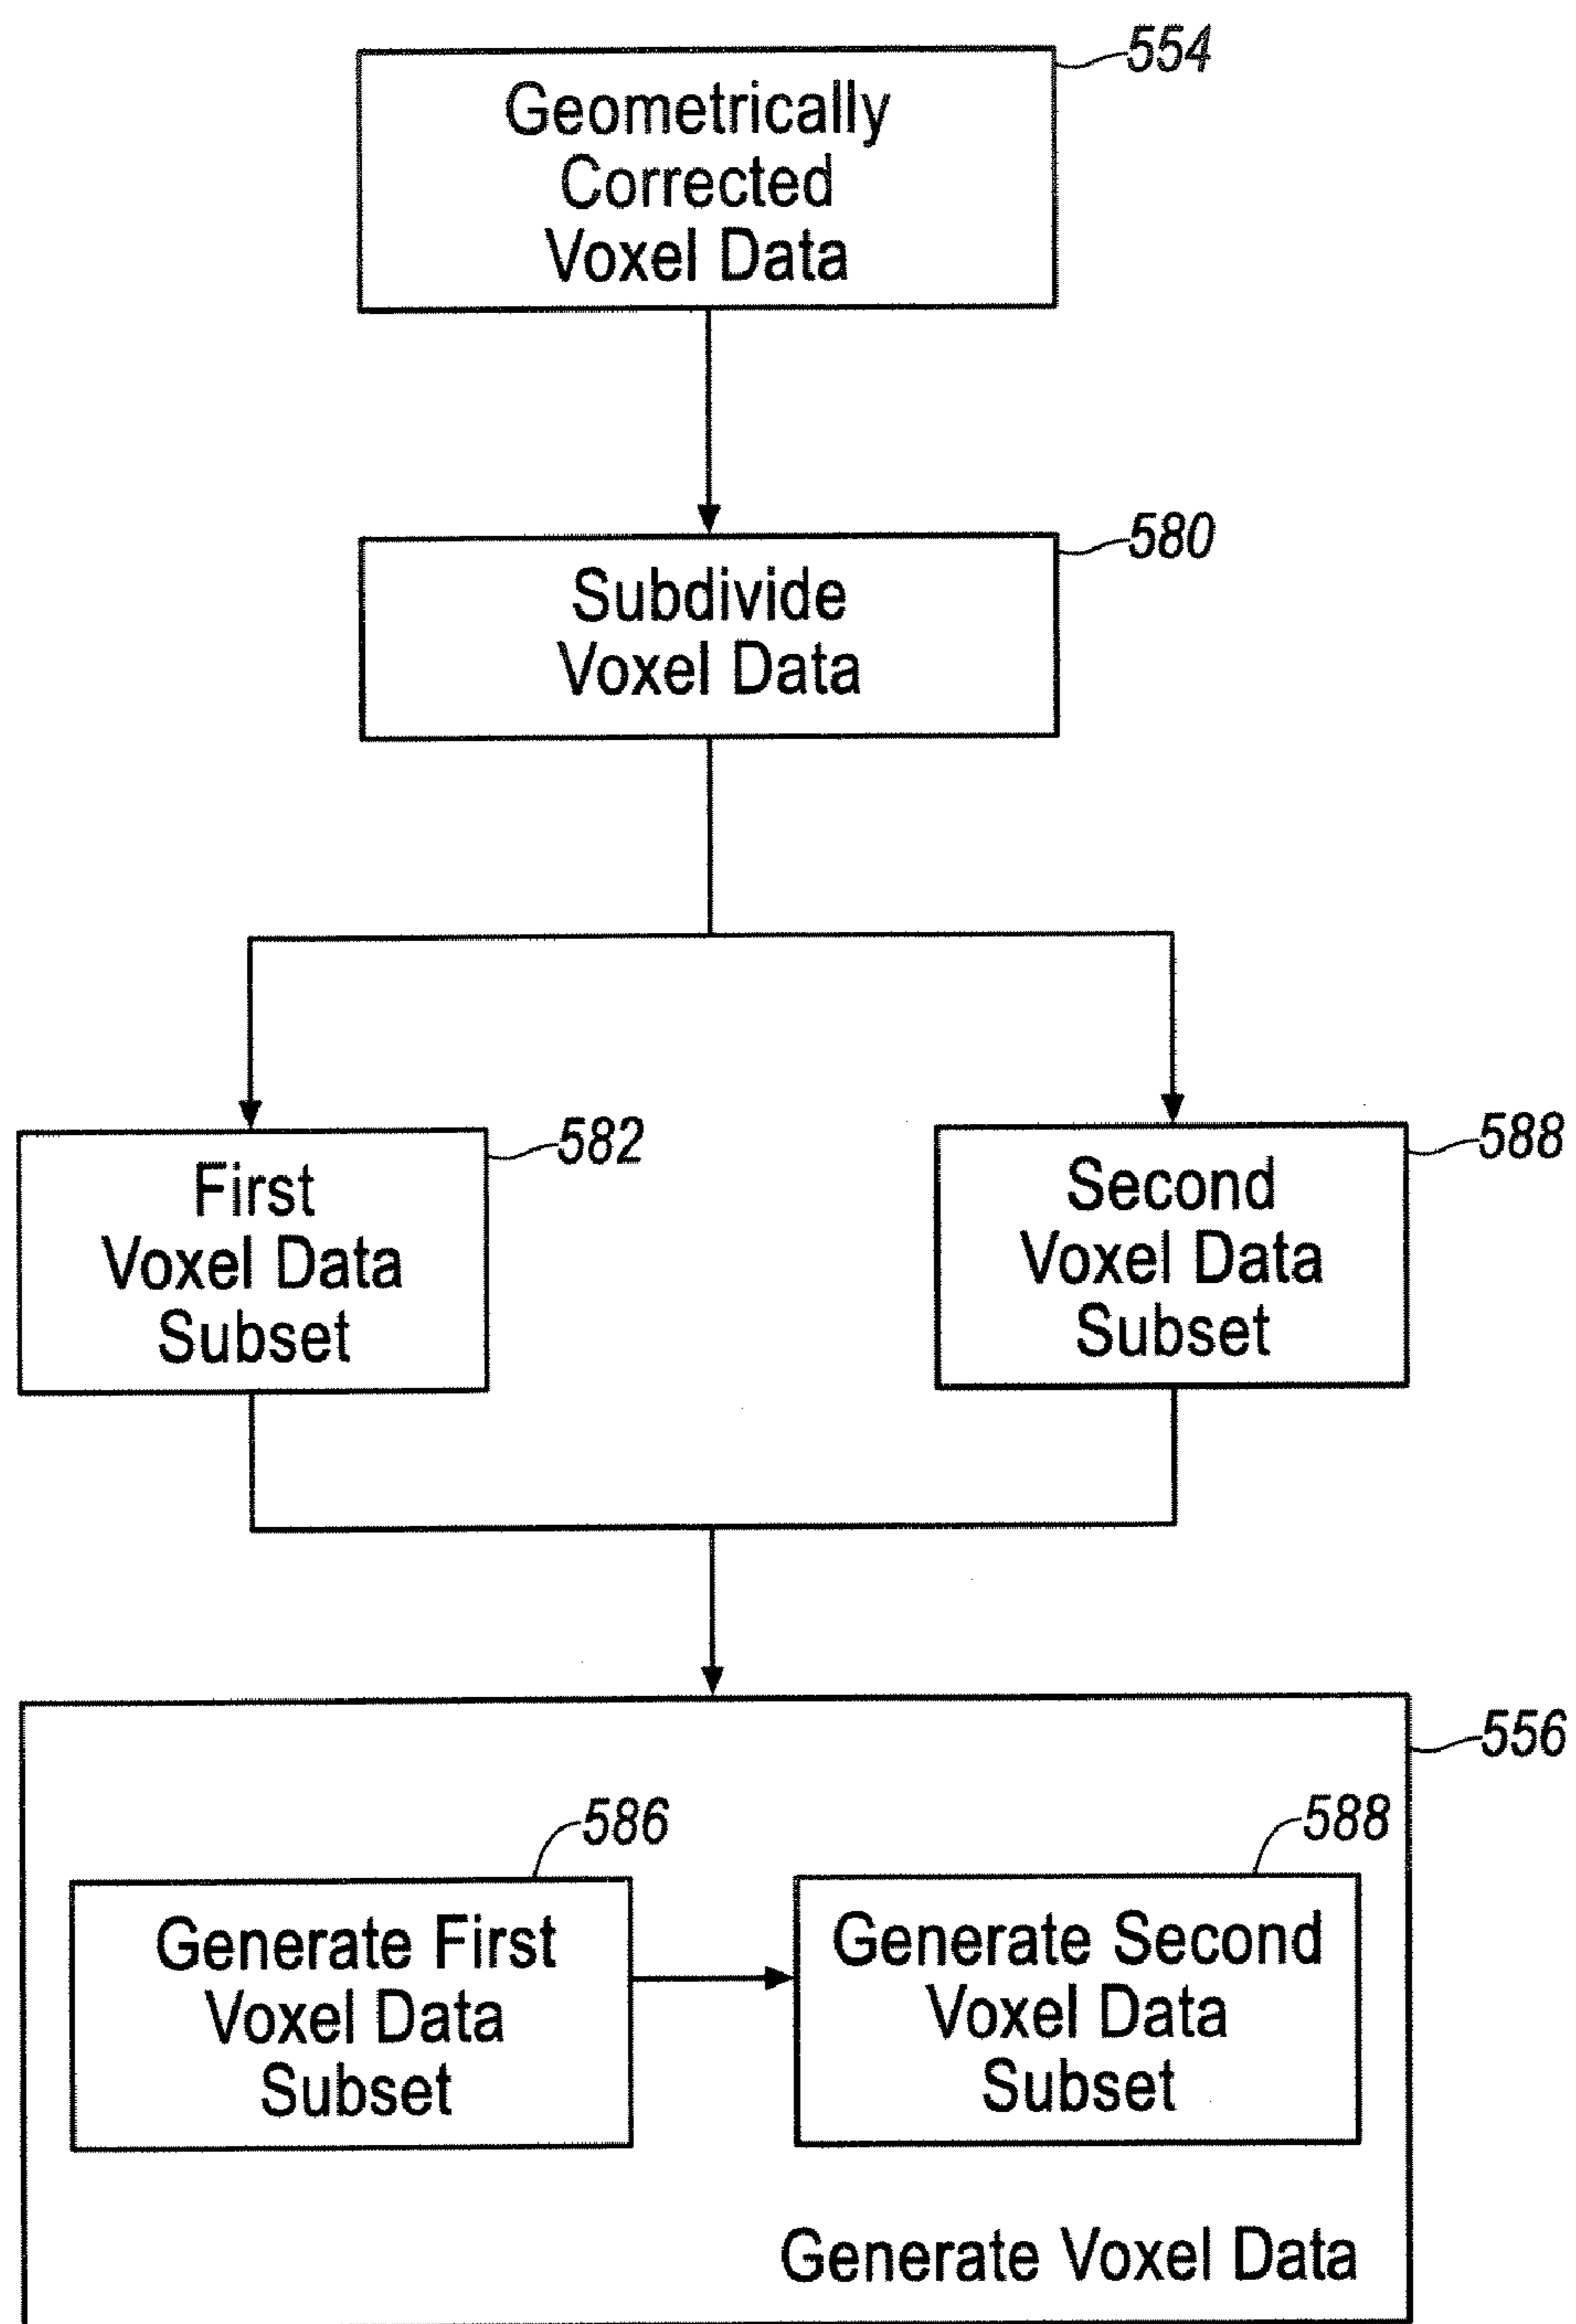 554
Geometrically
Corrected
Voxel Data
580
Subdivide
Voxel Data
582
First
Voxel Data
Subset
588
Second
Voxel Data
Subset
556
586
Generate First
Voxel Data
Subset
588
Generate Second
Voxel Data
Subset
Generate Voxel Data